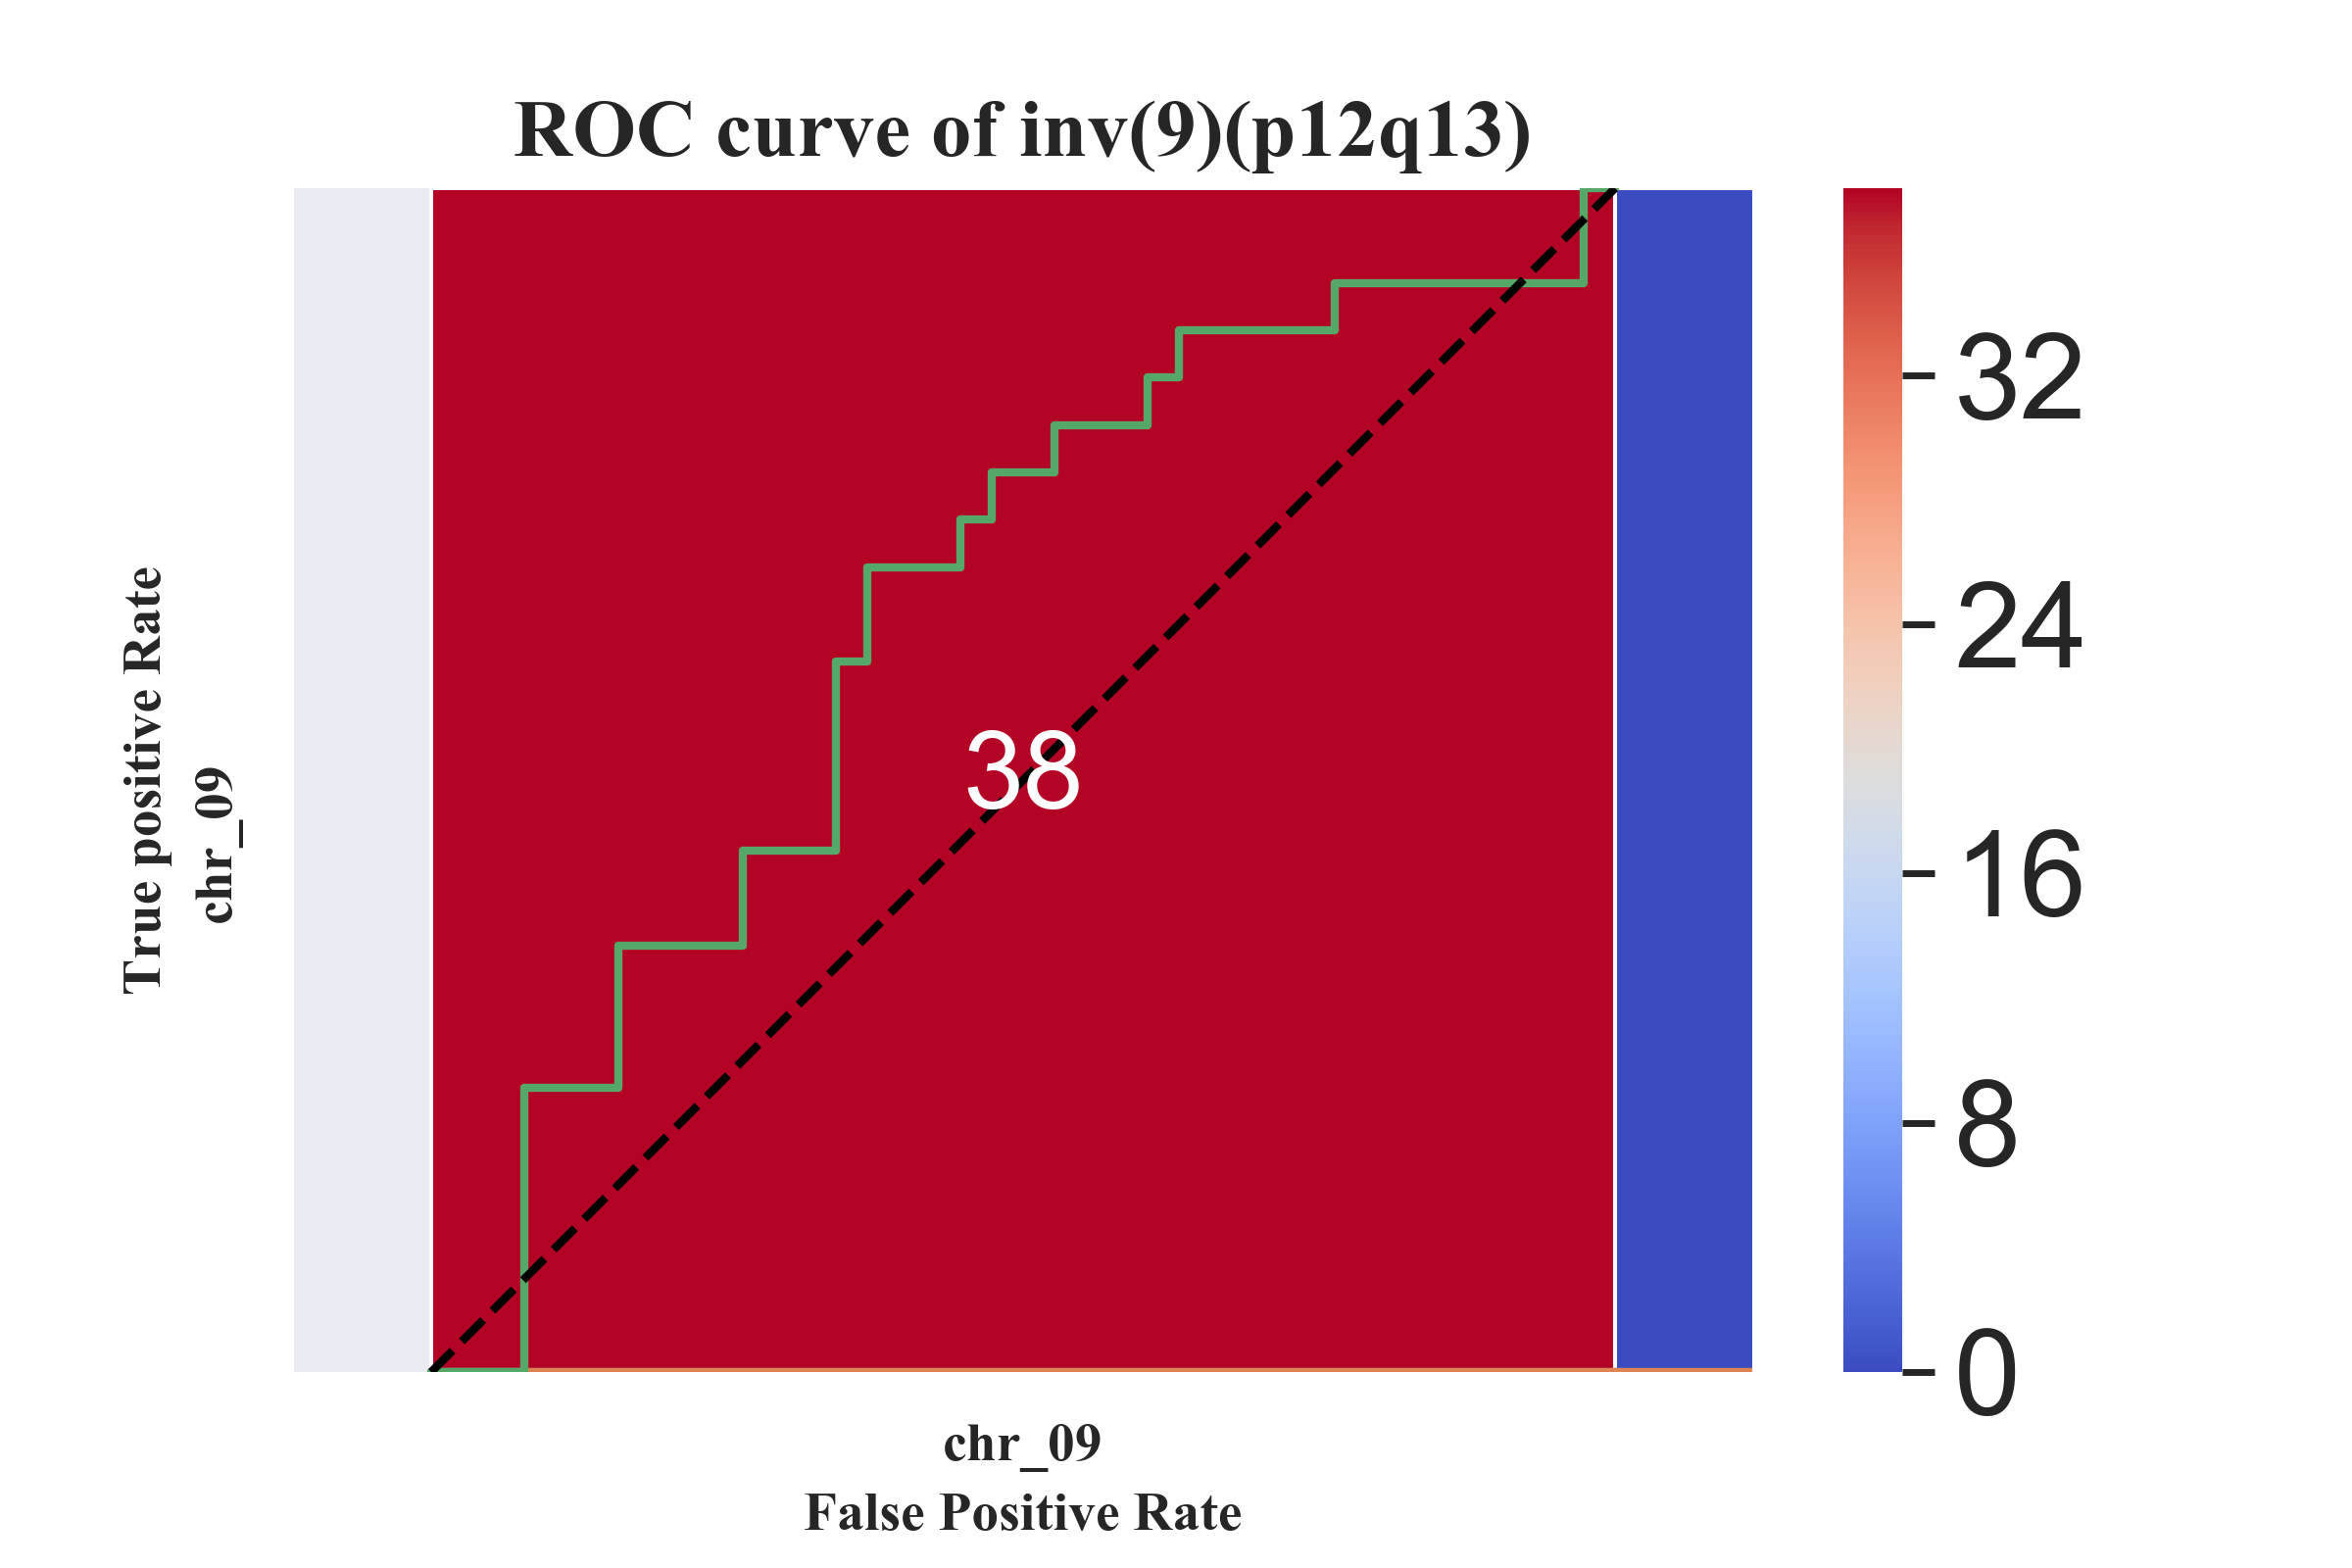 ROC curve of inv(9)(p12q13)
True positive Rate
chr_09
38
32
24
16
8
0
chr_09
False Positive Rate